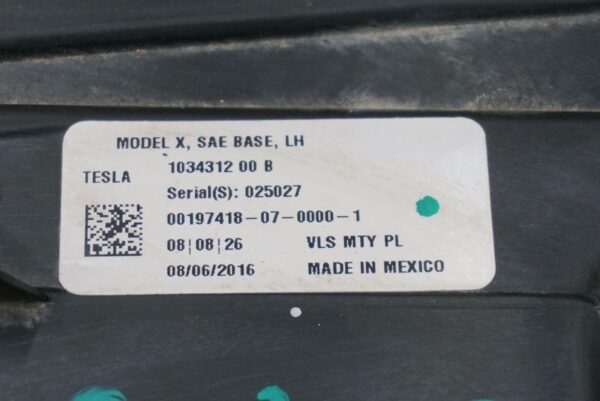 MODEL X, SAE BASE, LH
1034312 00 B
TESLA
Serial(S): 025027
00197418-07-0000-1
08|08|26 VLS MTY PL
08/06/2016 MADE IN MEXICO